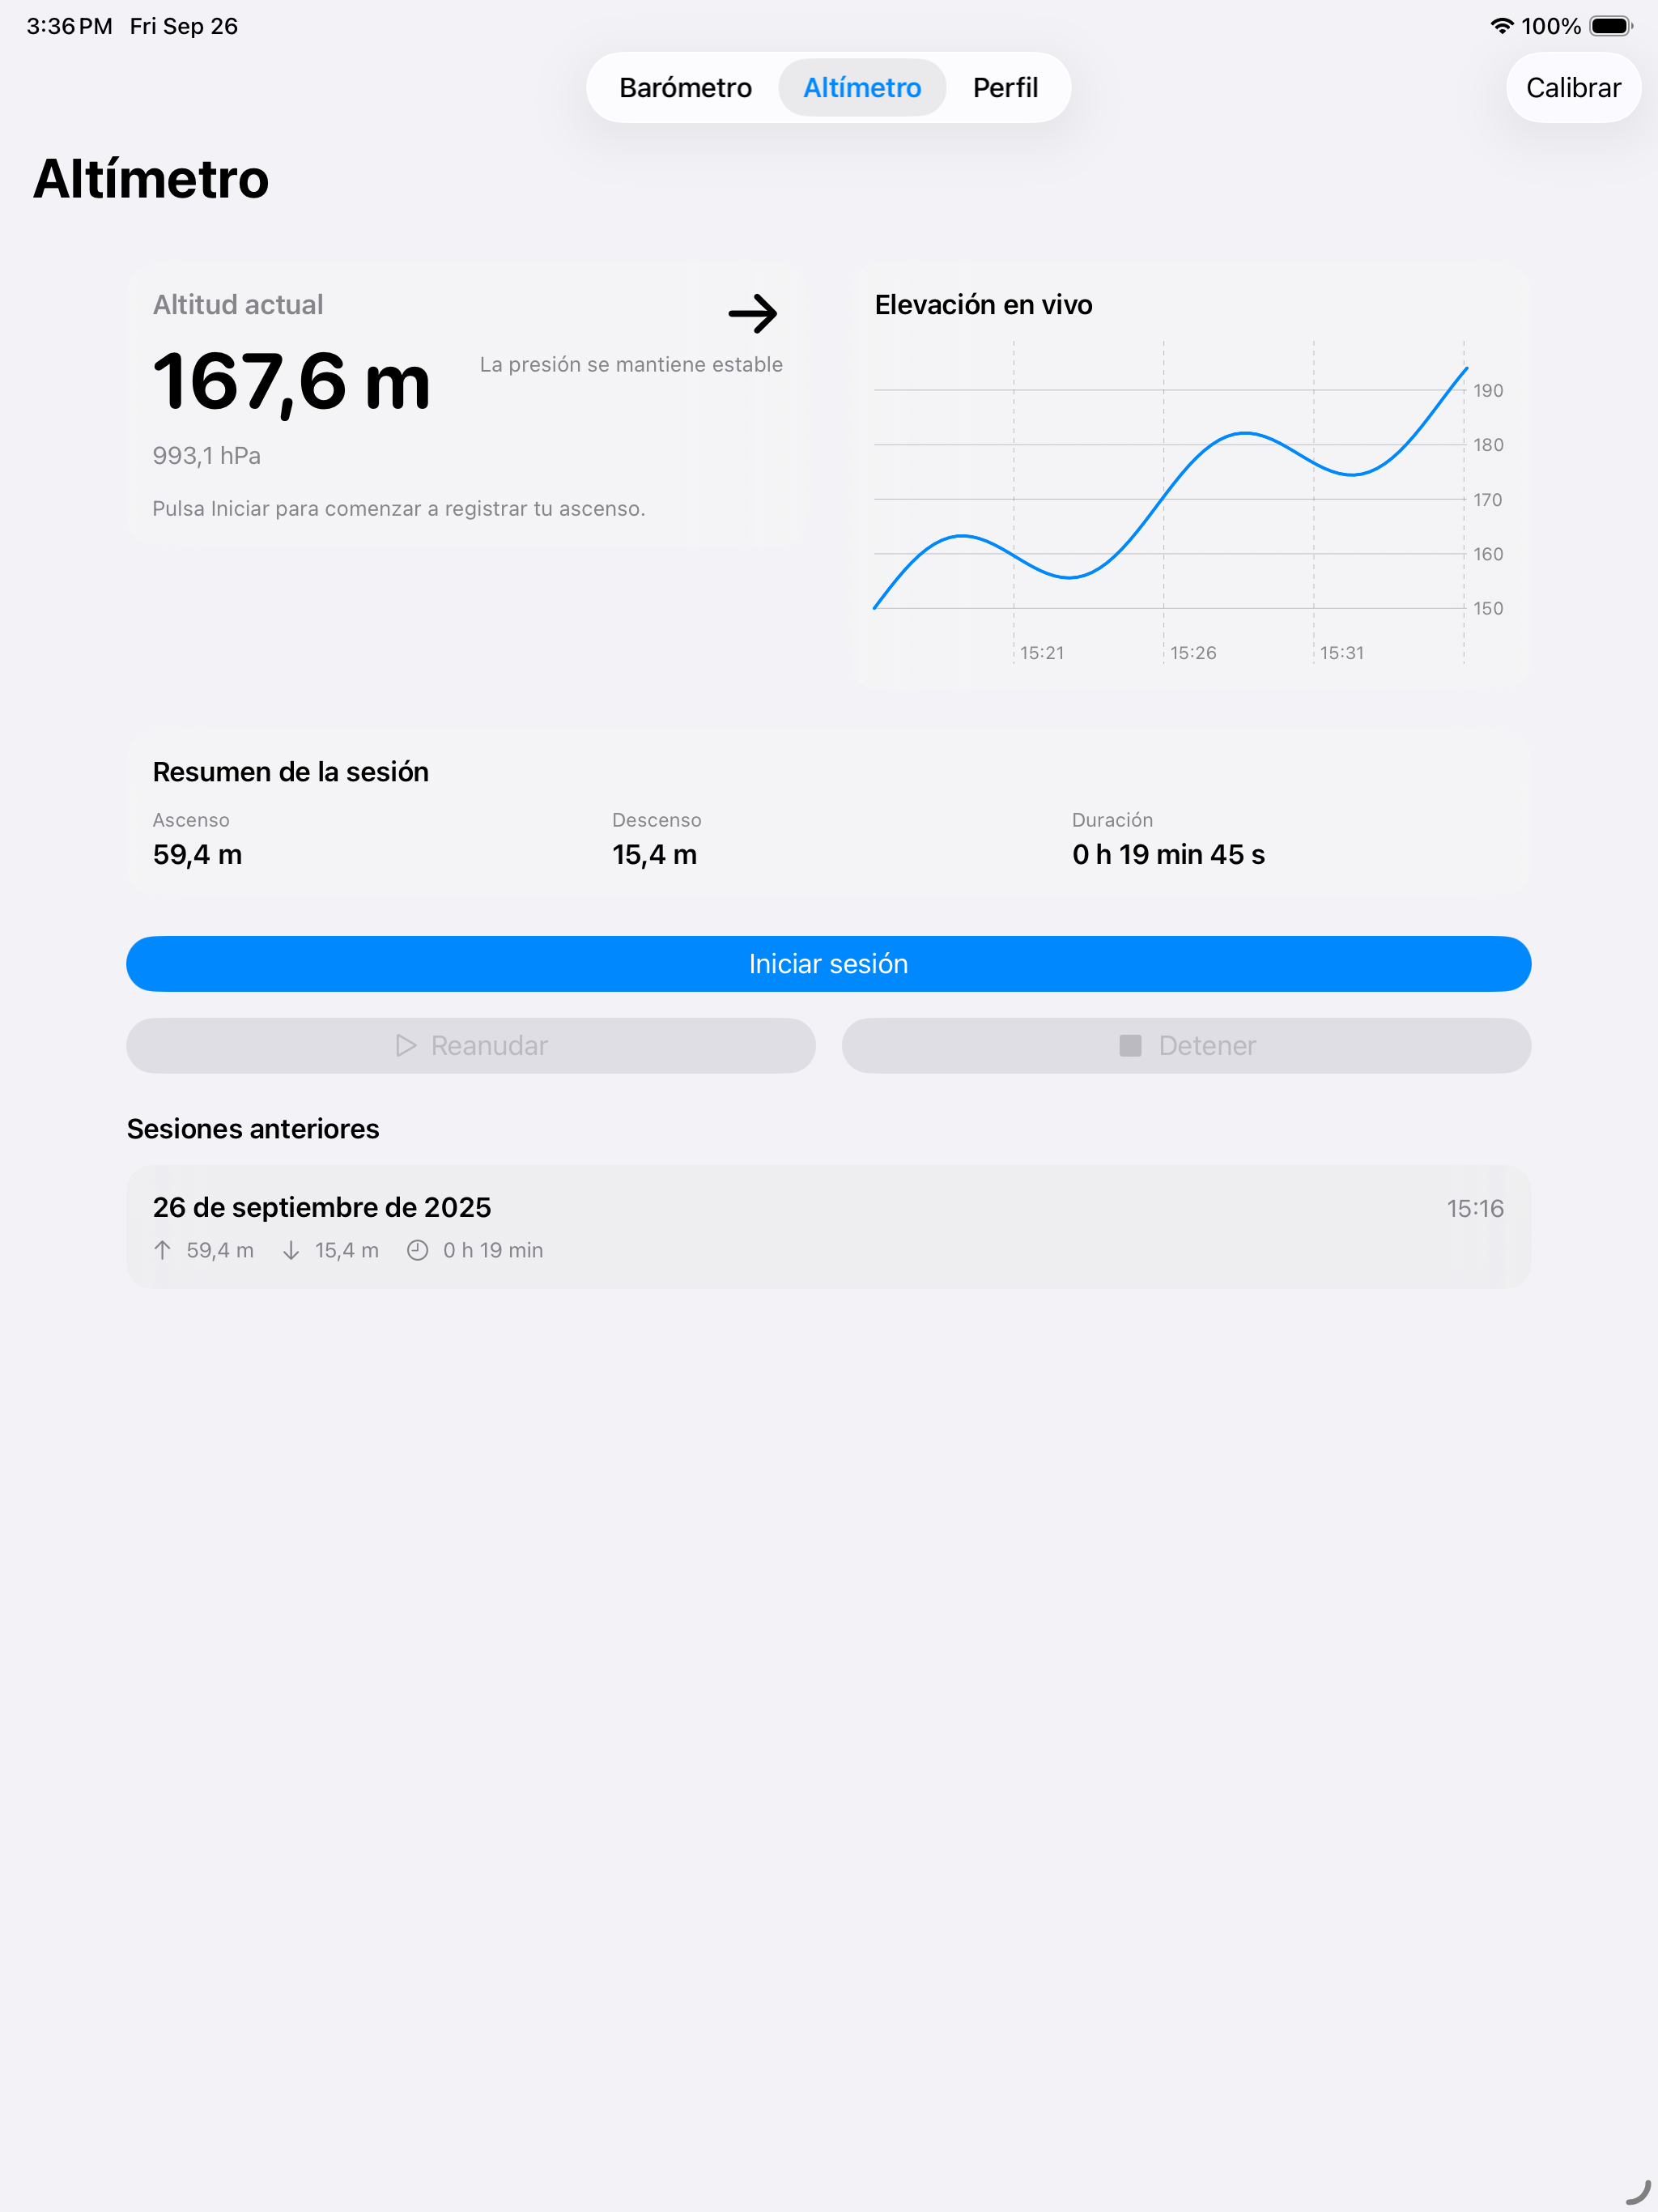 3:36 PM Fri Sep 26
100%
Barómetro Altímetro Perfil
Calibrar
Altímetro
Altitud actual
167,6 m
La presión se mantiene estable
993,1 hPa
Pulsa Iniciar para comenzar a registrar tu ascenso.
Elevación en vivo
190
180
170
160
150
15:21 15:26 15:31
Resumen de la sesión
Ascenso Descenso Duración
59,4 m 15,4 m 0 h 19 min 45 s
Iniciar sesión
Reanudar Detener
Sesiones anteriores
26 de septiembre de 2025 15:16
59,4 m 15,4 m 0 h 19 min